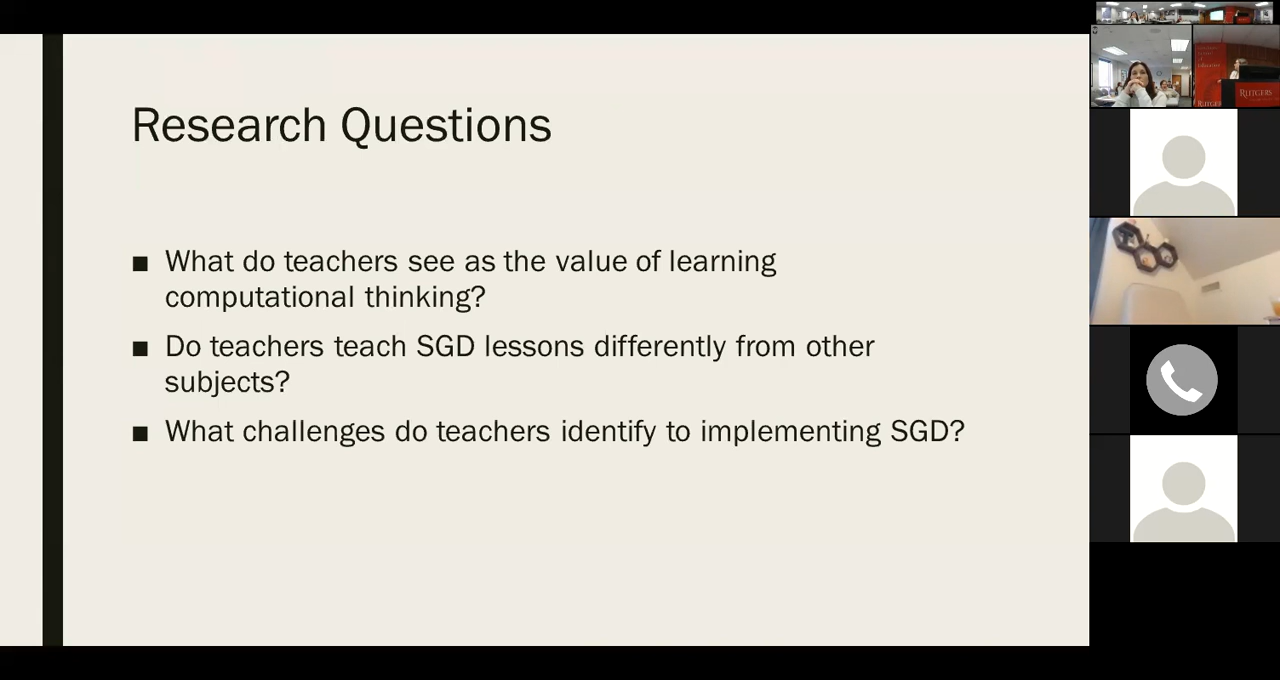 Research Questions
■ What do teachers see as the value of learning
computational thinking?
■ Do teachers teach SGD lessons differently from other
subjects?
■ What challenges do teachers identify to implementing SGD?
RUTGERS